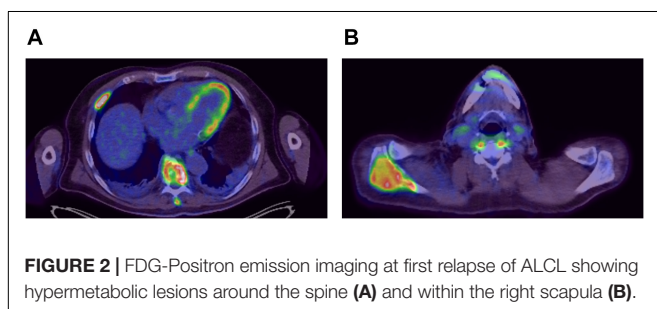 A
B
FIGURE 2 | FDG-Positron emission imaging at first relapse of ALCL showing
hypermetabolic lesions around the spine (A) and within the right scapula (B).